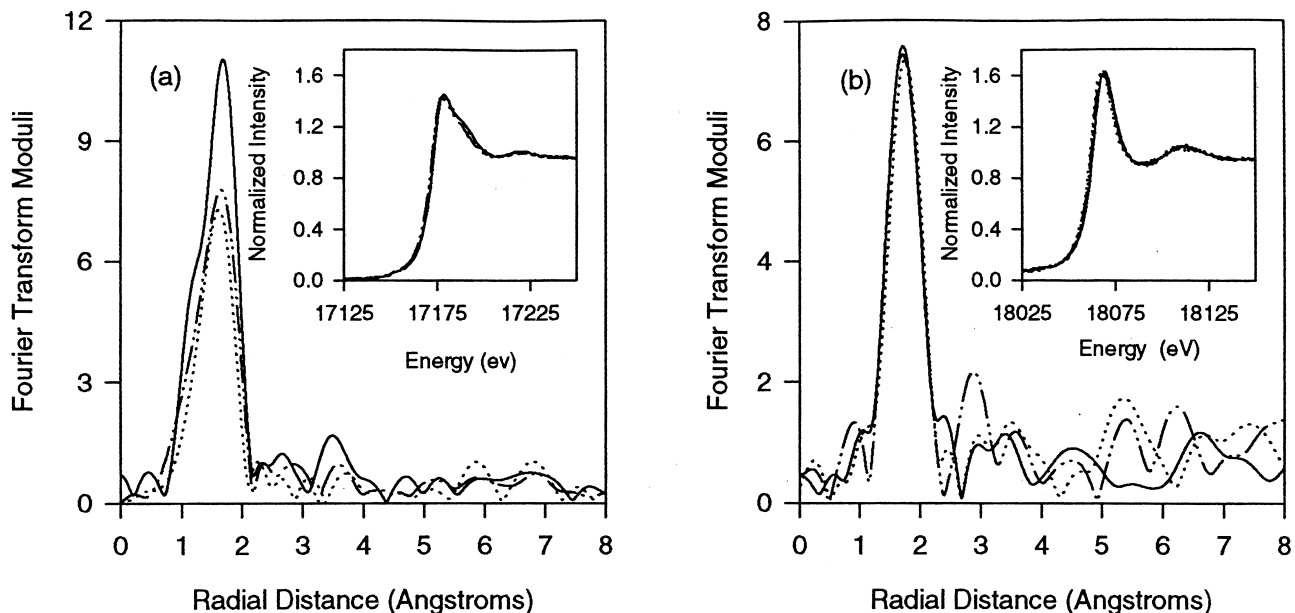 12
9
6
3
0
Fourier Transform Moduli
(a)
Normalized Intensity
1.6
1.2
0.8
0.4
0.0
17125 17175 17225
Energy (ev)
0 1 2 3 4 5 6 7 8
Radial Distance (Angstroms)
8
6
4
2
0
Fourier Transform Moduli
(b)
Normalized Intensity
1.6
1.2
0.8
0.4
0.0
18025 18075 18125
Energy (eV)
0 1 2 3 4 5 6 7 8
Radial Distance (Angstroms)